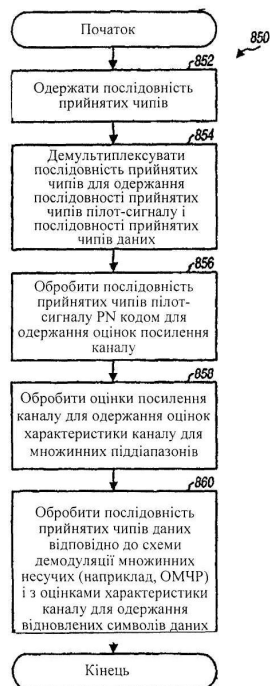 Початок
850
852
Одержати послідовність
прийнятих чипів
854
Демультиплексувати
послідовність прийнятих
чипів для одержання
послідовності прийнятих
чипів пілот-сигналу і
послідовності прийнятих
чипів даних
856
Обробити послідовність
прийнятих чипів пілот-
сигналу PN кодом для
одержання оцінок посилення
каналу
858
Обробити оцінки посилення
каналу для одержання оцінок
характеристики каналу для
множинних піддіапазонів
860
Обробити послідовність
прийнятих чипів даних
відповідно до схеми
демодуляції множинних
несучих (наприклад, ОМЧР)
і з оцінками характеристики
каналу для одержання
відновлених символів даних
Кінець